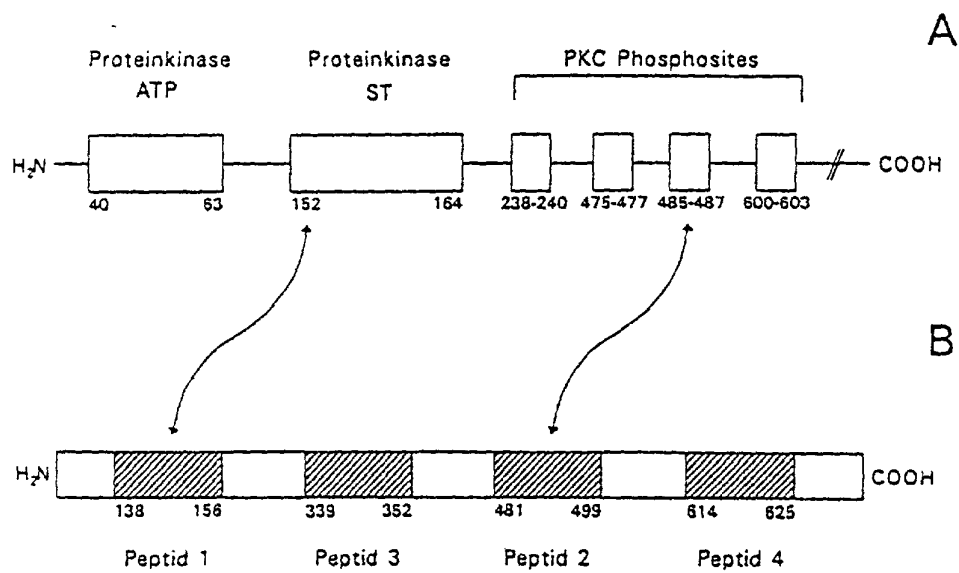 A
Proteinkinase ATP
Proteinkinase ST
PKC Phosphosites
H₂N
COOH
40 63 152 164 238-240 475-477 485-487 600-603
B
H₂N
COOH
138 156 339 352 481 499 614 625
Peptid 1 Peptid 3 Peptid 2 Peptid 4